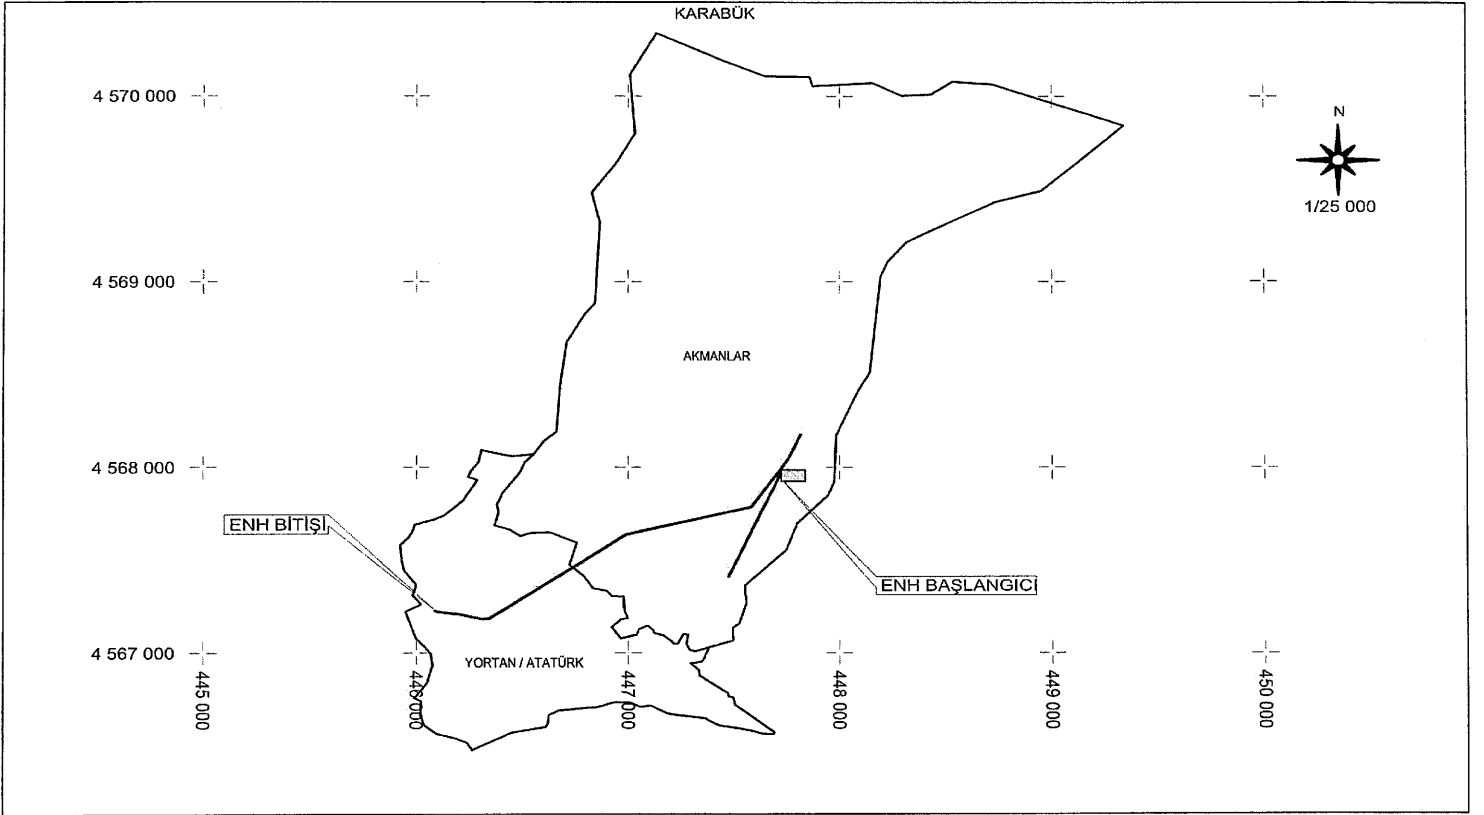 KARABÜK
4 570 000
N
1/25 000
4 569 000
AKMANLAR
4 568 000
ENH BİTİŞİ
ENH BAŞLANGICI
4 567 000
YORTAN / ATATÜRK
445 000
446 000
447 000
448 000
449 000
450 000